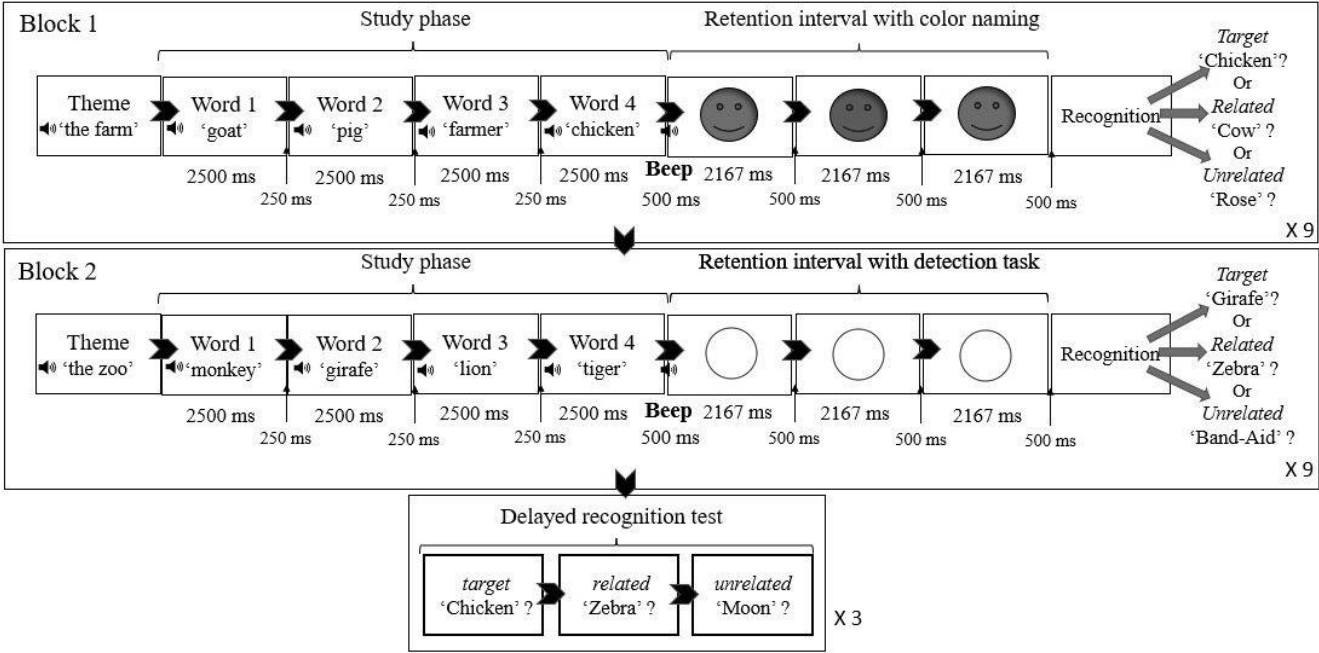 Block 1
Study phase
Retention interval with color naming
Theme
'the farm'
Word 1
'goat'
Word 2
'pig'
Word 3
'farmer'
Word 4
'chicken'
Recognition
Target
'Chicken'?
Or
Related
'Cow' ?
Or
Unrelated
'Rose' ?
2500 ms 2500 ms 2500 ms 2500 ms Beep 2167 ms 2167 ms 2167 ms
250 ms 250 ms 250 ms 500 ms 500 ms 500 ms 500 ms
X 9
Block 2
Study phase
Retention interval with detection task
Theme
'the zoo'
Word 1
'monkey'
Word 2
'girafe'
Word 3
'lion'
Word 4
'tiger'
Recognition
Target
'Girafe'?
Or
Related
'Zebra' ?
Or
Unrelated
'Band-Aid' ?
2500 ms 2500 ms 2500 ms 2500 ms Beep 2167 ms 2167 ms 2167 ms
250 ms 250 ms 250 ms 500 ms 500 ms 500 ms 500 ms
X 9
Delayed recognition test
target
'Chicken' ?
related
'Zebra' ?
unrelated
'Moon' ?
X 3